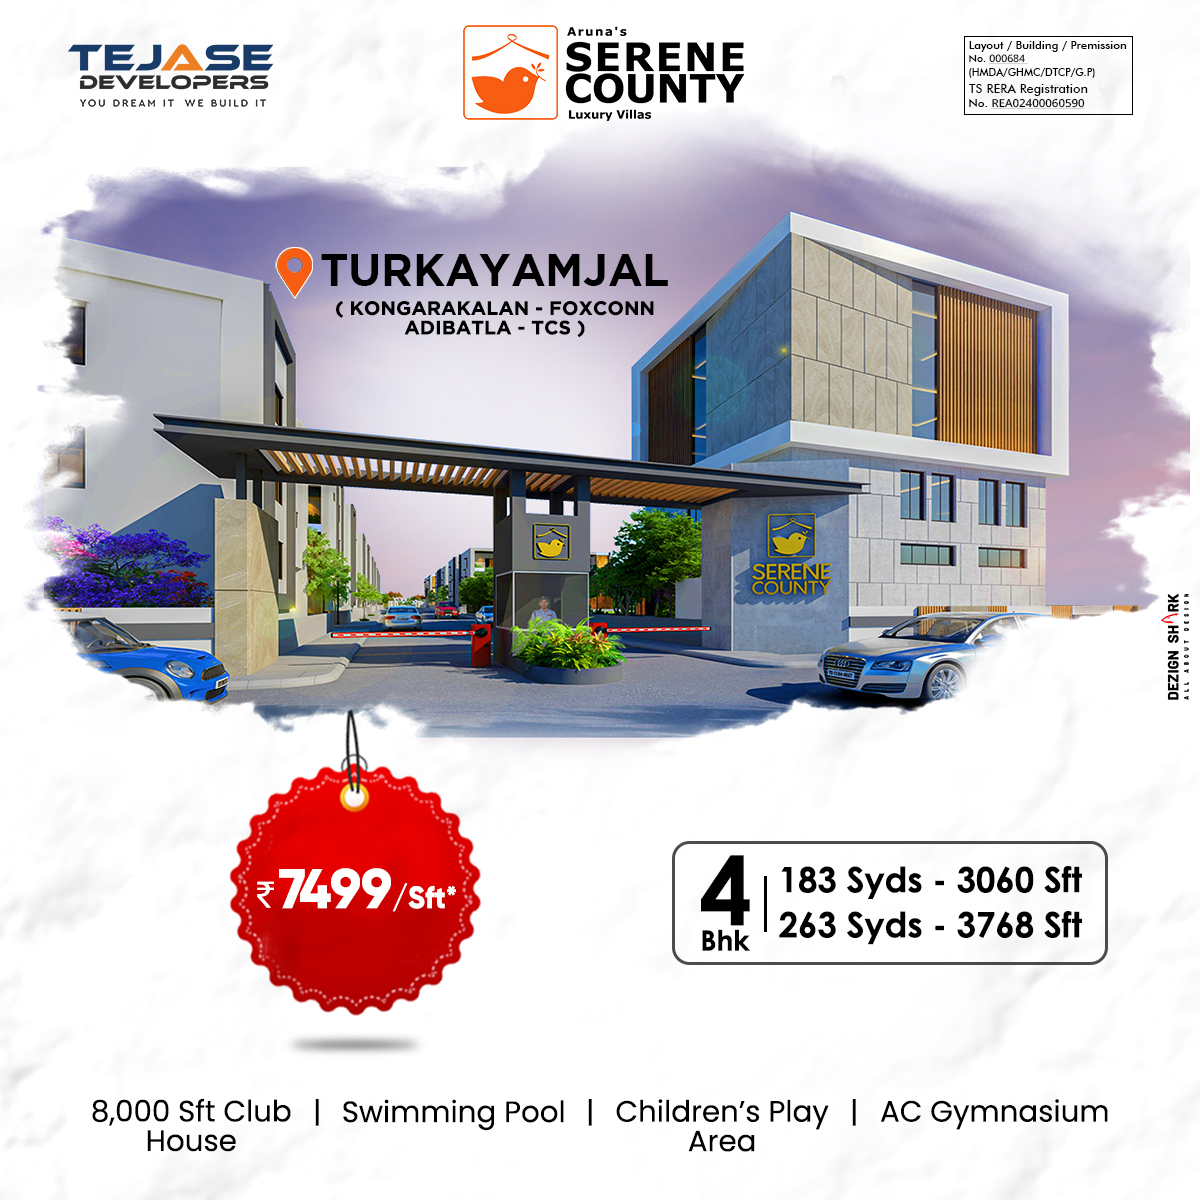 TEJASE
DEVELOPERS
YOU DREAM IT WE BUILD IT
Aruna's
SERENE
COUNTY
Luxury Villas
Layout / Building / Premission
No. 000684
(HMDA/GHMC/DTCP/G.P)
TS RERA Registration
No. REA02400060590
TURKAYAMJAL
( KONGARAKALAN - FOXCONN
ADIBATLA - TCS )
SERENE
COUNTY
DEZIGN SHARK
ALL ABOUT DESIGN
₹7499/Sft*
4
Bhk
183 Syds - 3060 Sft
263 Syds - 3768 Sft
8,000 Sft Club House | Swimming Pool | Children's Play Area | AC Gymnasium